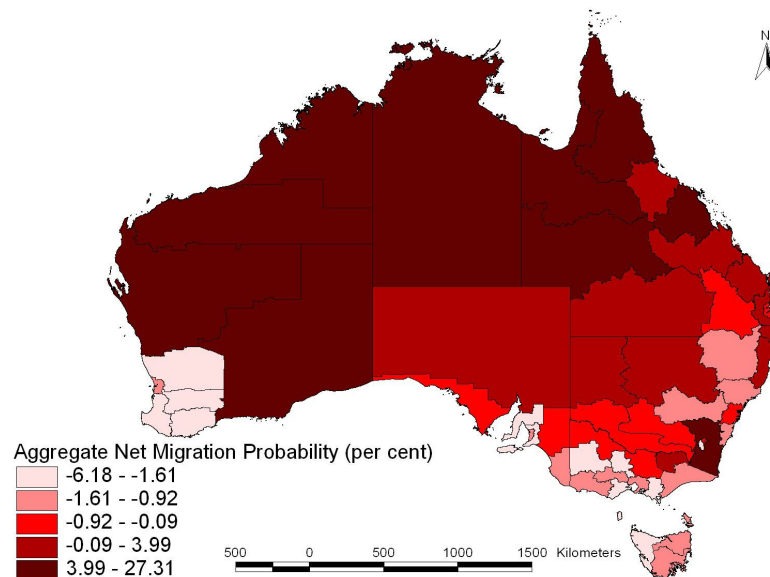 N
Aggregate Net Migration Probability (per cent)
-6.18 - -1.61
-1.61 - -0.92
-0.92 - -0.09
-0.09 - 3.99
3.99 - 27.31
500 0 500 1000 1500 Kilometers